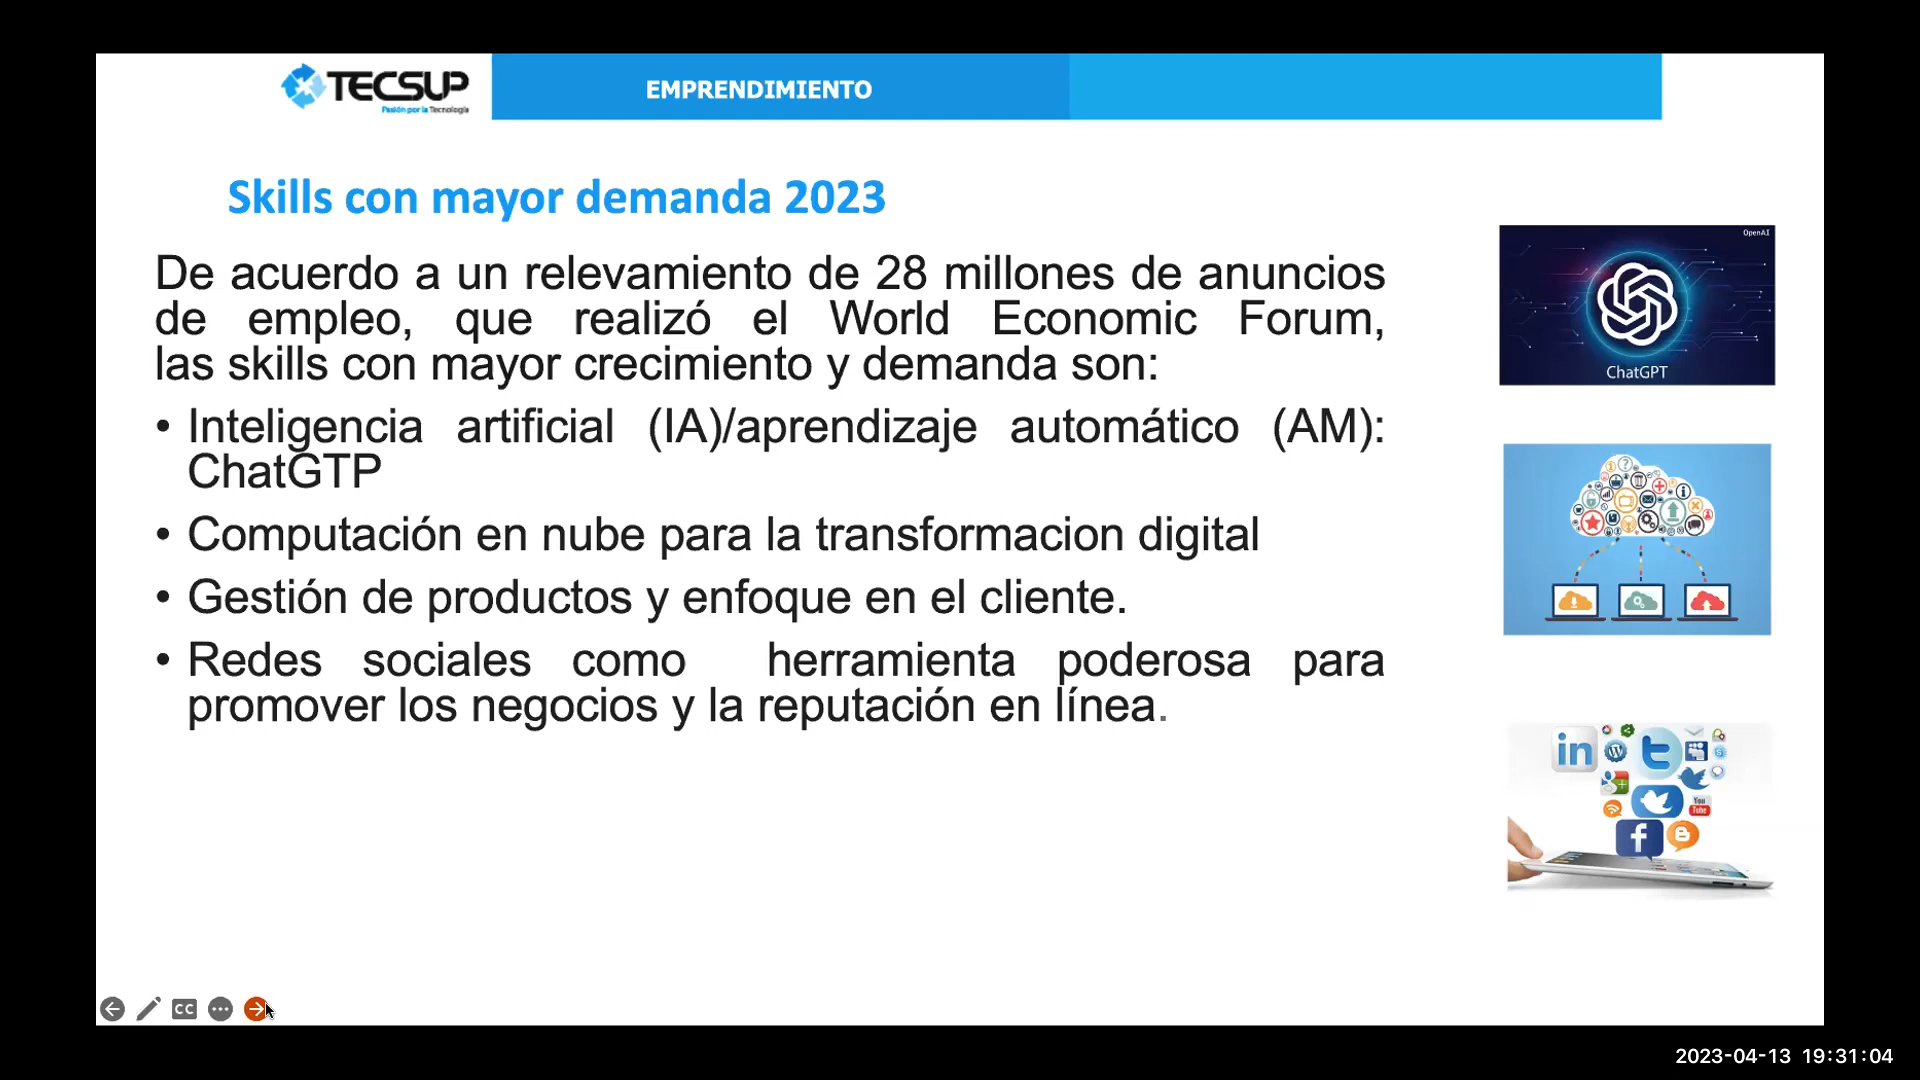 TECSUP
Pasión por la Tecnología
EMPRENDIMIENTO
Skills con mayor demanda 2023
De acuerdo a un relevamiento de 28 millones de anuncios
de empleo, que realizó el World Economic Forum,
las skills con mayor crecimiento y demanda son:
• Inteligencia artificial (IA)/aprendizaje automático (AM):
ChatGTP
• Computación en nube para la transformacion digital
• Gestión de productos y enfoque en el cliente.
• Redes sociales como herramienta poderosa para
promover los negocios y la reputación en línea.
OpenAI
ChatGPT
in
You
Tube
CC
2023-04-13 19:31:04